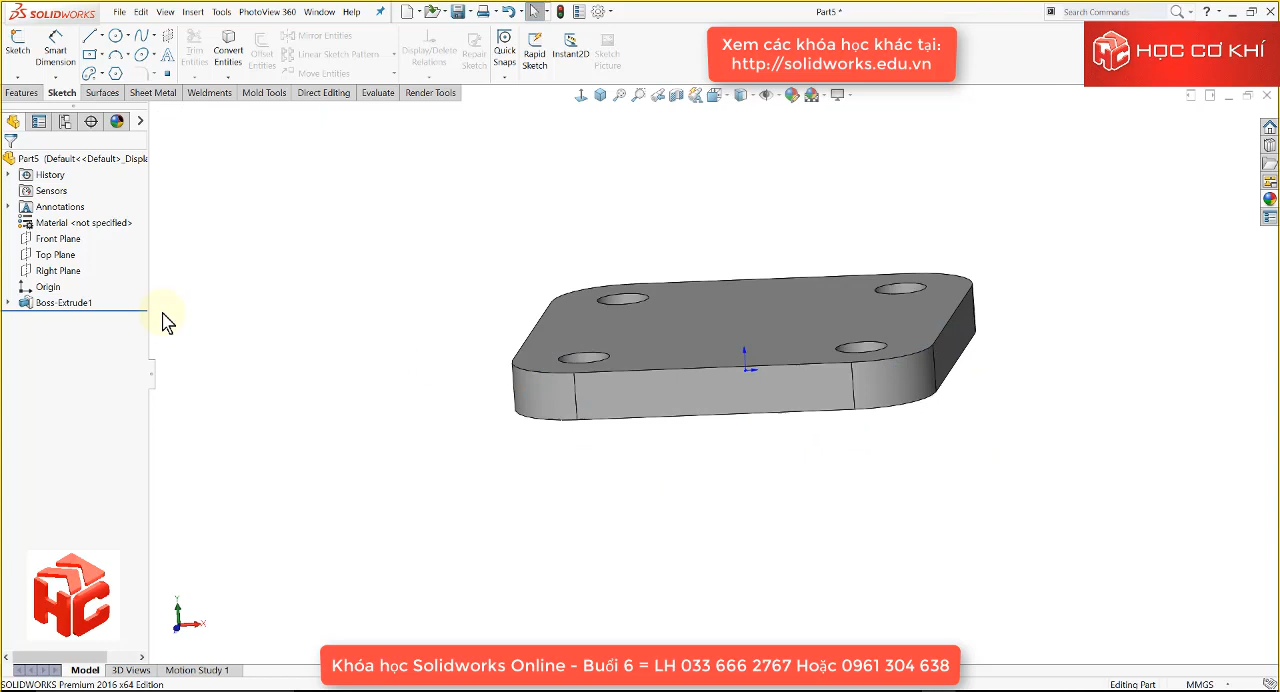 SOLIDWORKS
File Edit View Insert Tools PhotoView 360 Window Help
Part5 *
Search Commands
Sketch
Smart Dimension
Trim Entities
Convert Entities
Offset Entities
Mirror Entities
Linear Sketch Pattern
Move Entities
Display/Delete Relations
Repair Sketch
Quick Snaps
Rapid Sketch
Instant2D
Sketch Picture
Xem các khóa học khác tại:
http://solidworks.edu.vn
HỌC CƠ KHÍ
Features Sketch Surfaces Sheet Metal Weldments Mold Tools Direct Editing Evaluate Render Tools
Part5 (Default<<Default>_Displa
History
Sensors
Annotations
Material <not specified>
Front Plane
Top Plane
Right Plane
Origin
Boss-Extrude1
HC
Y
X
Model 3D Views Motion Study 1
Khóa học Solidworks Online - Buổi 6 = LH 033 666 2767 Hoặc 0961 304 638
SOLIDWORKS Premium 2016 x64 Edition
Editing Part
MMGS